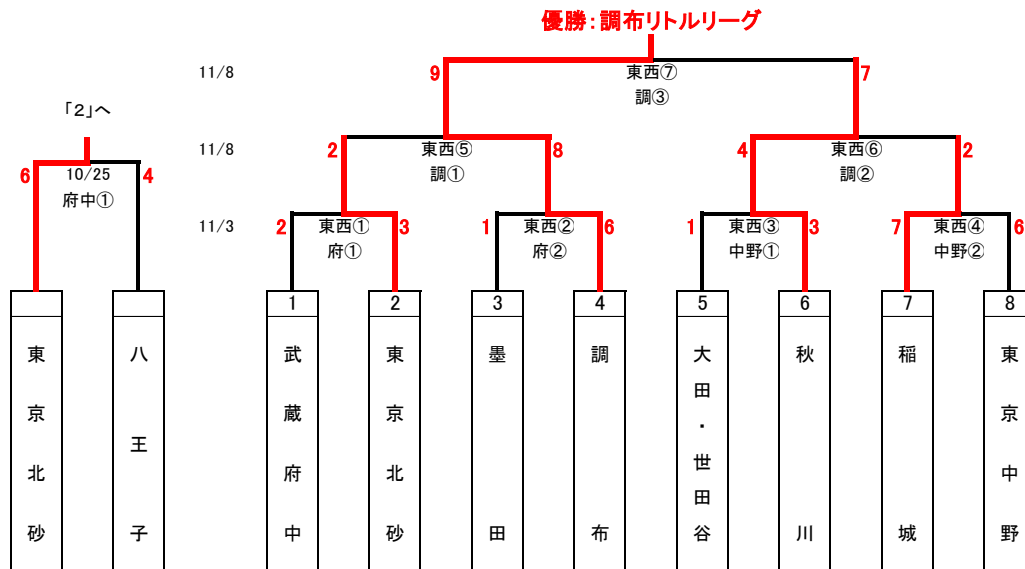 優勝：調布リトルリーグ
11/8
9
東西⑦
7
調③
「２」へ
11/8
2
東西⑤
8
4
東西⑥
2
調①
調②
6
10/25
4
府中①
11/3
2
東西①
3
1
東西②
6
1
東西③
3
7
東西④
6
府①
府②
中野①
中野②
1
2
3
4
5
6
7
8
東京北砂
八王子
武蔵府中
東京北砂
墨田
調布
大田・世田谷
秋川
稲城
東京中野